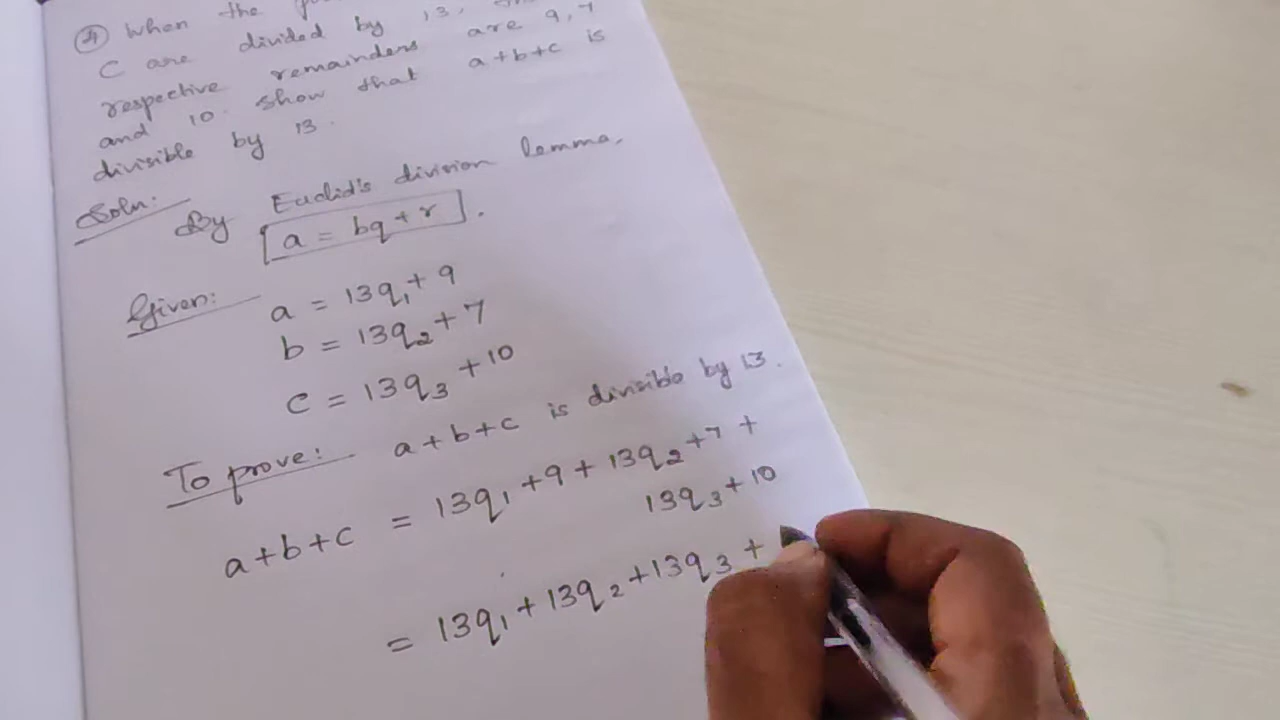 ④ When the
C are divided by 13, the
respective remainders are 9, 7
and 10. show that a+b+c is
divisible by 13.
Soln:
By Euclid's division lemma,
a = bq + r.
Given: a = 13q₁ + 9
b = 13q₂ + 7
c = 13q₃ + 10
To prove: a+b+c is divisible by 13.
a+b+c = 13q₁ + 9 + 13q₂ + 7 +
13q₃ + 10
= 13q₁ + 13q₂ + 13q₃ +